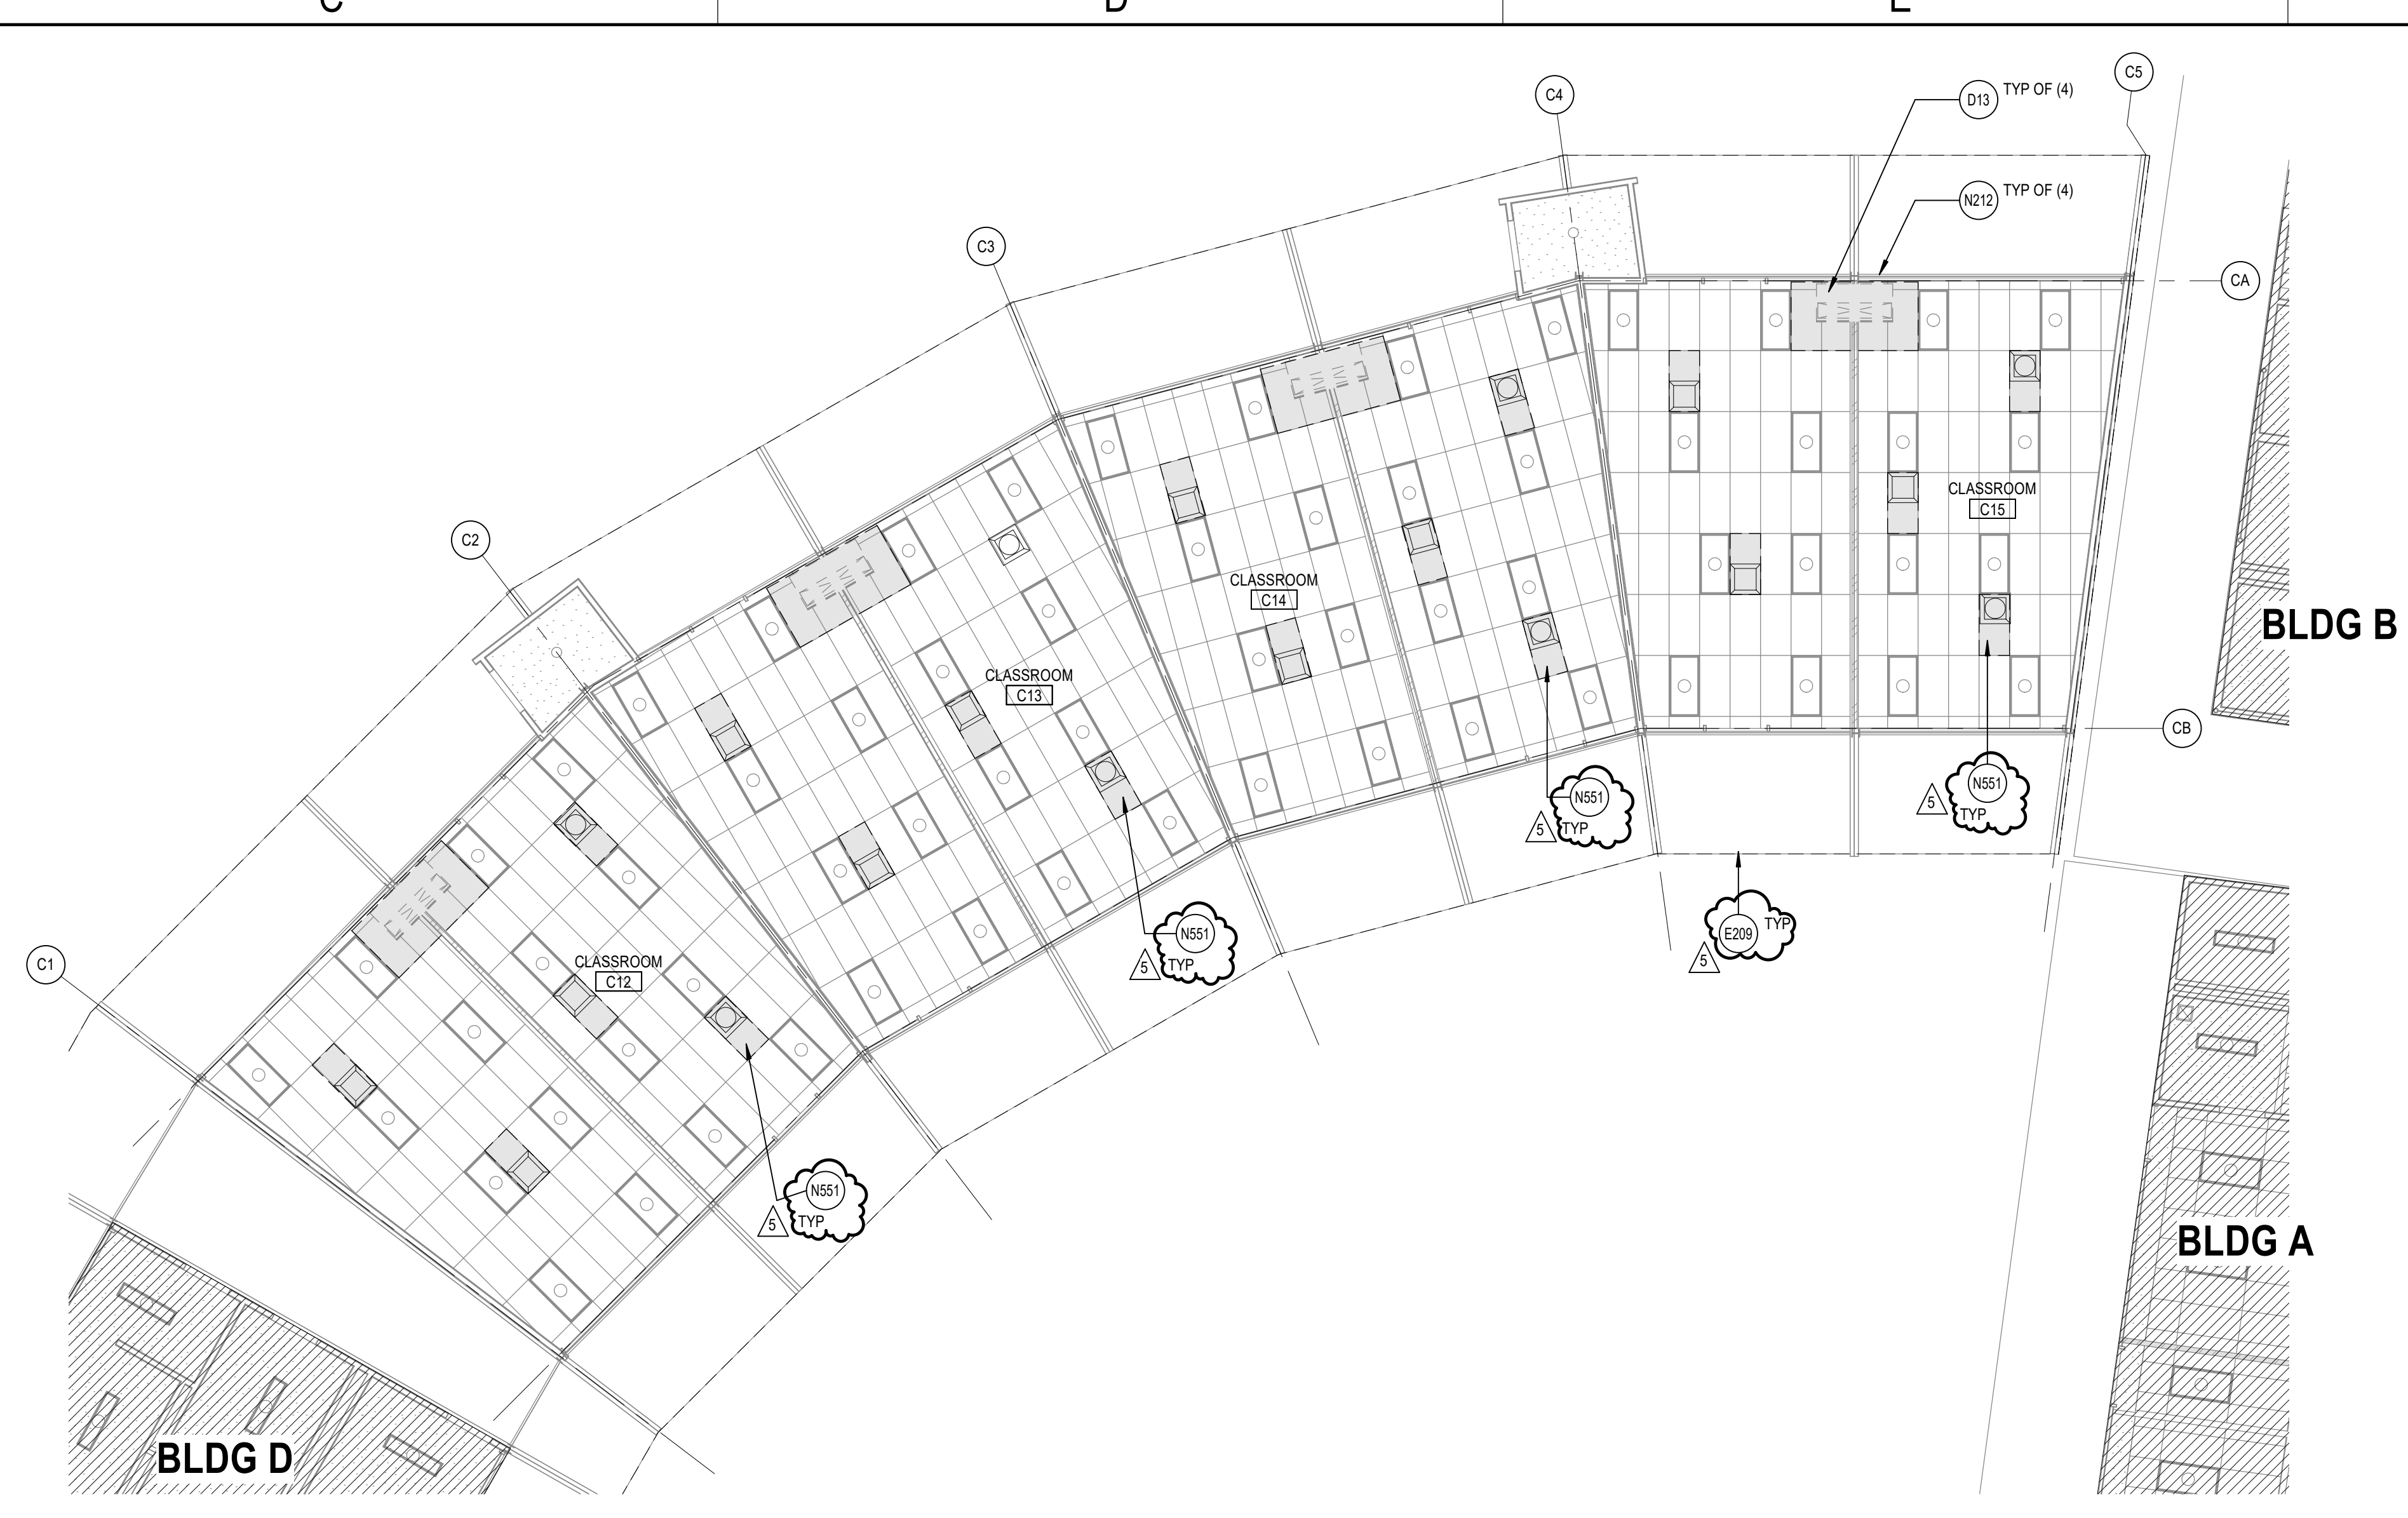 C
D
E
C5
C4
D13
TYP OF (4)
N212
TYP OF (4)
C3
CA
C2
CLASSROOM
C15
CLASSROOM
C14
BLDG B
CLASSROOM
C13
CB
N551
5
TYP
N551
5
TYP
N551
5
TYP
E209
TYP
5
C1
CLASSROOM
C12
N551
5
TYP
BLDG A
BLDG D